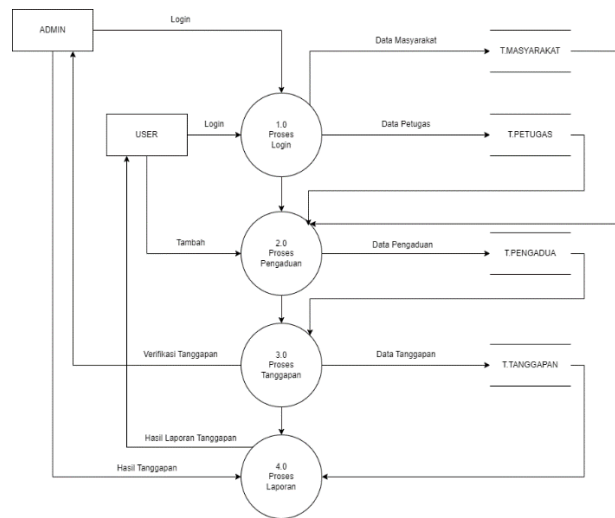 ADMIN
Login
Data Masyarakat
T.MASYARAKAT
USER
Login
1.0
Proses
Login
Data Petugas
T.PETUGAS
Tambah
2.0
Proses
Pengaduan
Data Pengaduan
T.PENGADUA
Verifikasi Tanggapan
3.0
Proses
Tanggapan
Data Tanggapan
T.TANGGAPAN
Hasil Laporan Tanggapan
Hasil Tanggapan
4.0
Proses
Laporan